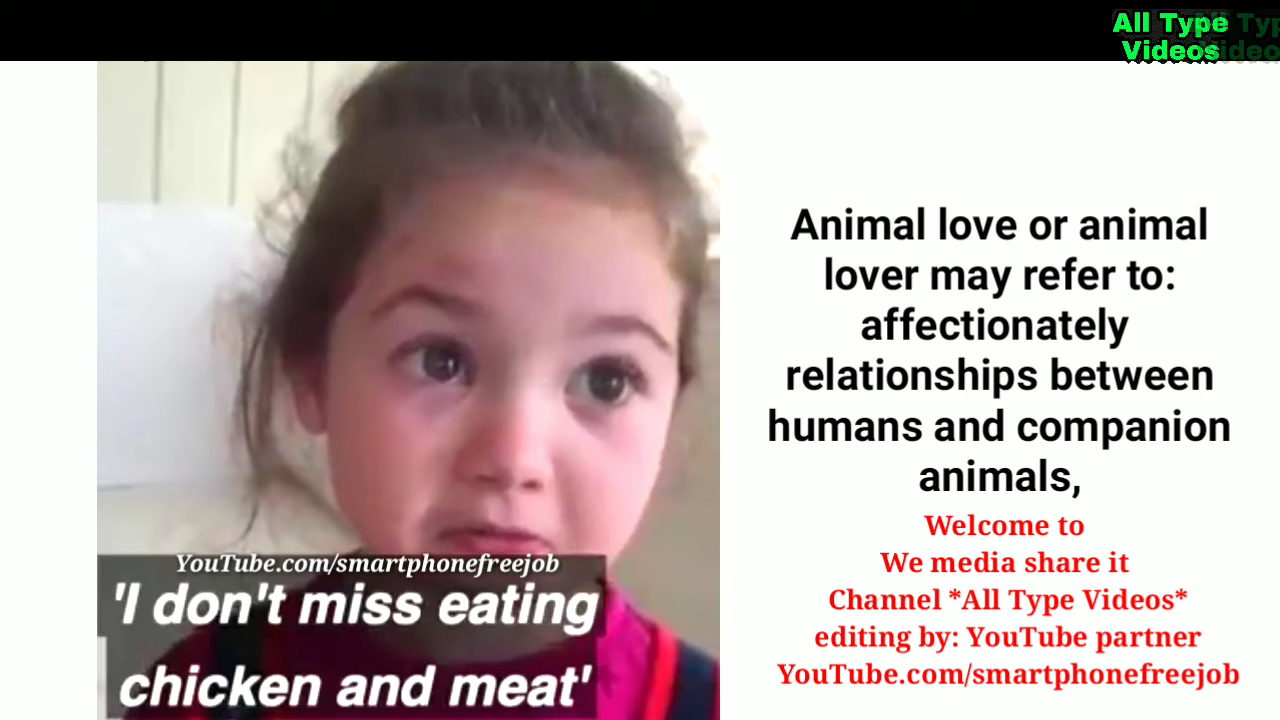 All Type
Videos
Animal love or animal
lover may refer to:
affectionately
relationships between
humans and companion
animals,
Welcome to
We media share it
Channel *All Type Videos*
editing by: YouTube partner
YouTube.com/smartphonefreejob
YouTube.com/smartphonefreejob
'I don't miss eating
chicken and meat'